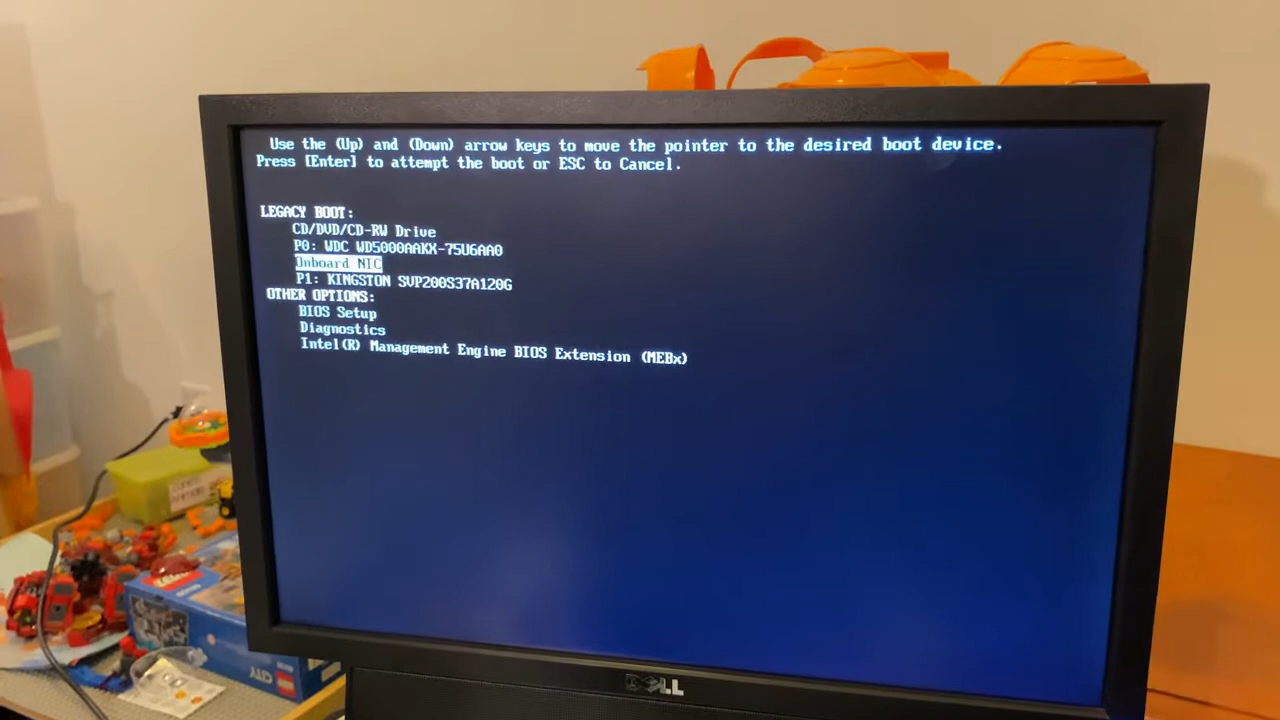 Use the (Up) and (Down) arrow keys to move the pointer to the desired boot device.
Press [Enter] to attempt the boot or ESC to Cancel.
LEGACY BOOT:
CD/DVD/CD-RW Drive
P0: WDC WD5000AAKX-75U6AA0
Onboard NIC
P1: KINGSTON SVP200S37A120G
OTHER OPTIONS:
BIOS Setup
Diagnostics
Intel(R) Management Engine BIOS Extension (MEBx)
DELL
LEGO
CITY